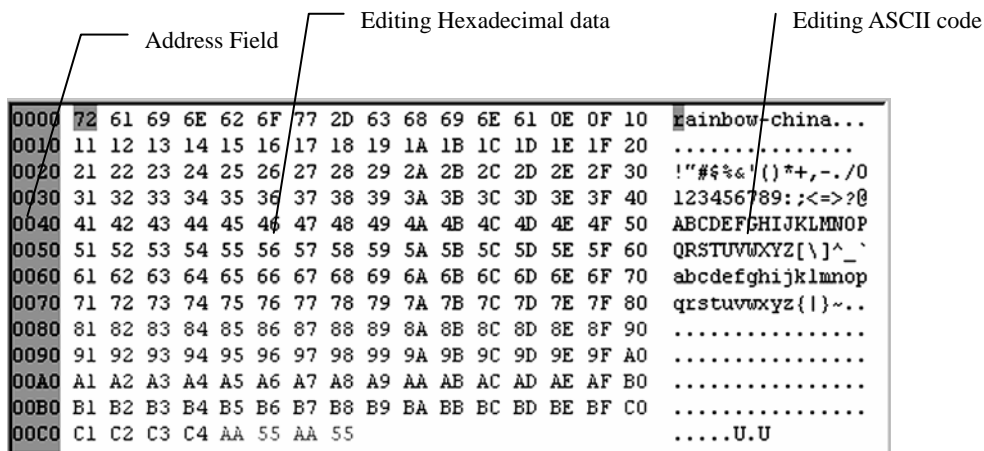 Editing Hexadecimal data
Editing ASCII code
Address Field
0000 72 61 69 6E 62 6F 77 2D 63 68 69 6E 61 0E 0F 10 rainbow-china...
0010 11 12 13 14 15 16 17 18 19 1A 1B 1C 1D 1E 1F 20 ...............
0020 21 22 23 24 25 26 27 28 29 2A 2B 2C 2D 2E 2F 30 !"#$%&'()*+,-./0
0030 31 32 33 34 35 36 37 38 39 3A 3B 3C 3D 3E 3F 40 123456789:;<=>?@
0040 41 42 43 44 45 46 47 48 49 4A 4B 4C 4D 4E 4F 50 ABCDEFGHIJKLMNOP
0050 51 52 53 54 55 56 57 58 59 5A 5B 5C 5D 5E 5F 60 QRSTUVWXYZ[\]^_`
0060 61 62 63 64 65 66 67 68 69 6A 6B 6C 6D 6E 6F 70 abcdefghijklmnop
0070 71 72 73 74 75 76 77 78 79 7A 7B 7C 7D 7E 7F 80 qrstuvwxyz{|}~..
0080 81 82 83 84 85 86 87 88 89 8A 8B 8C 8D 8E 8F 90 ................
0090 91 92 93 94 95 96 97 98 99 9A 9B 9C 9D 9E 9F A0 ................
00A0 A1 A2 A3 A4 A5 A6 A7 A8 A9 AA AB AC AD AE AF B0 ................
00B0 B1 B2 B3 B4 B5 B6 B7 B8 B9 BA BB BC BD BE BF C0 ................
00C0 C1 C2 C3 C4 AA 55 AA 55 .....U.U